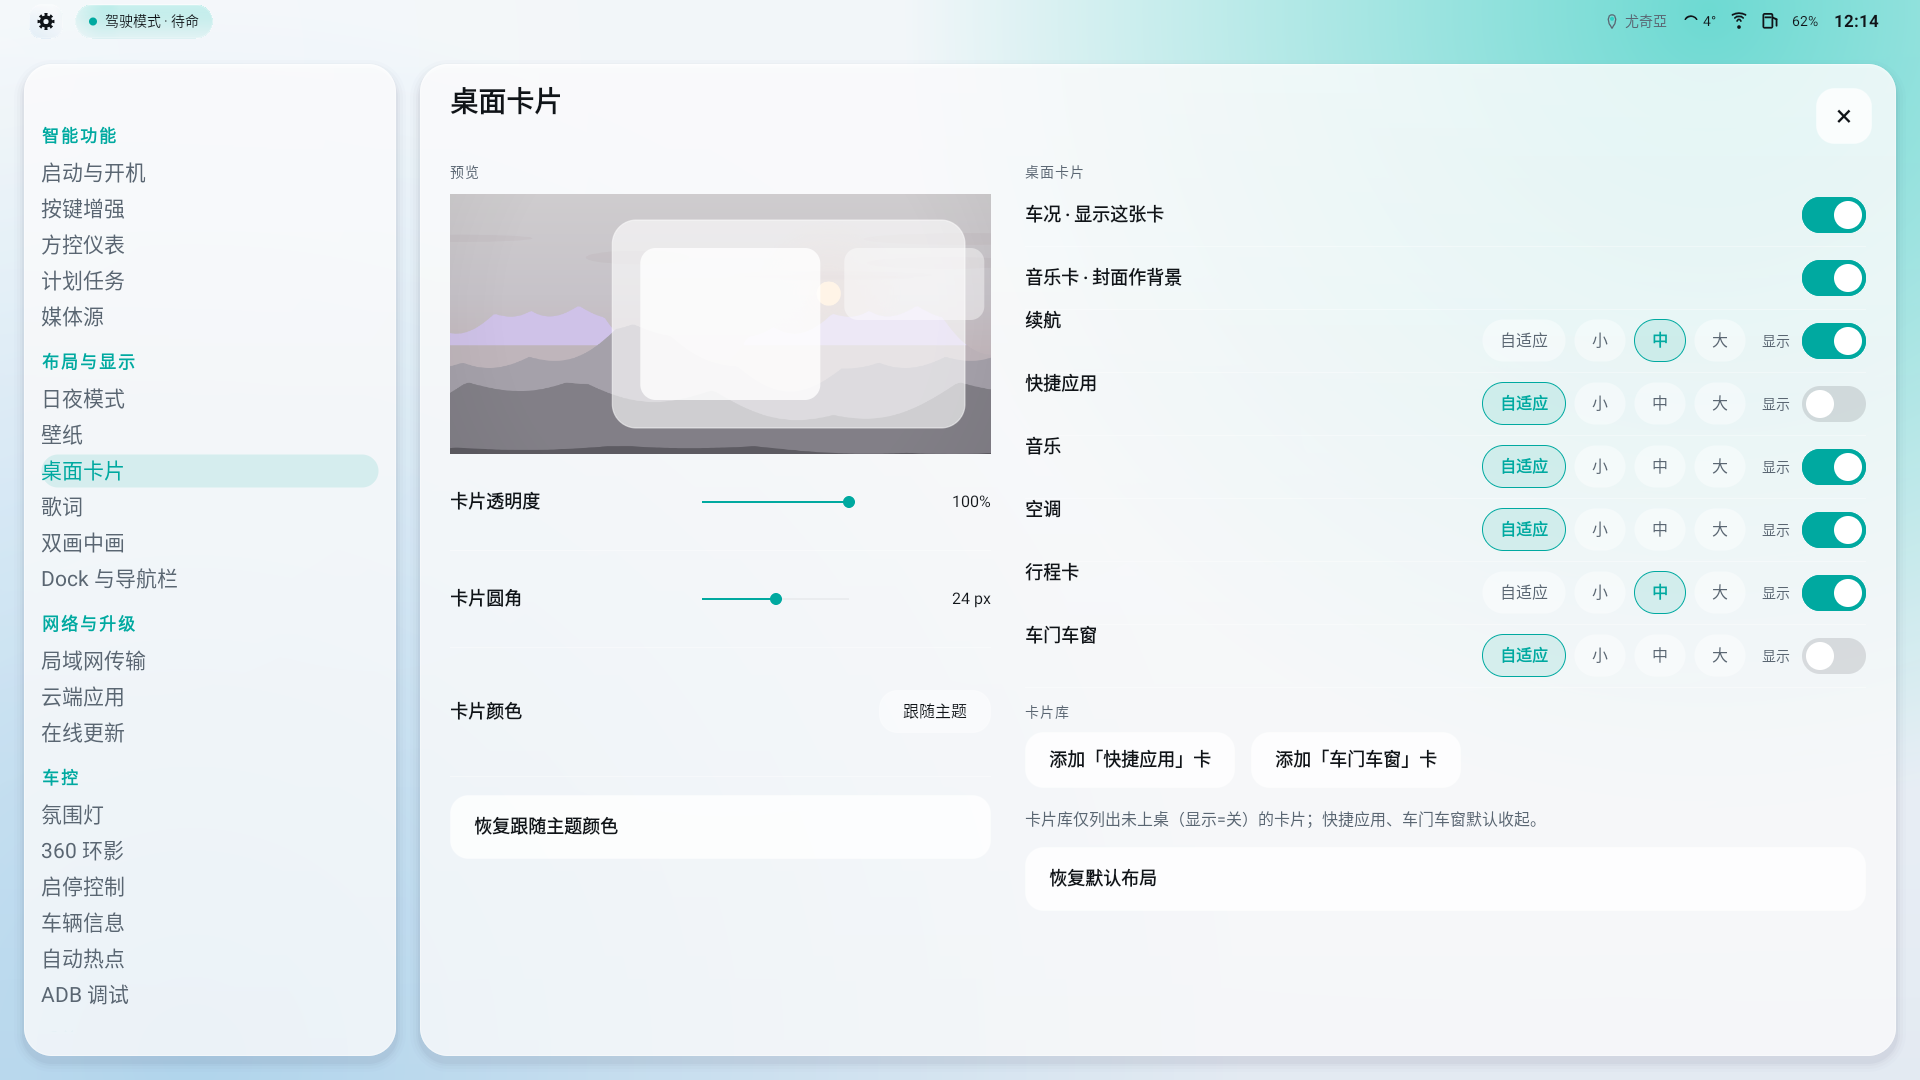 驾驶模式 · 待命
尤奇亞
4°
62%
12:14
智能功能
启动与开机
按键增强
方控仪表
计划任务
媒体源
布局与显示
日夜模式
壁纸
桌面卡片
歌词
双画中画
Dock 与导航栏
网络与升级
局域网传输
云端应用
在线更新
车控
氛围灯
360 环影
启停控制
车辆信息
自动热点
ADB 调试
桌面卡片
预览
卡片透明度 100%
卡片圆角 24 px
卡片颜色 跟随主题
恢复跟随主题颜色
桌面卡片
车况 · 显示这张卡
音乐卡 · 封面作背景
续航
自适应 小 中 大 显示
快捷应用
自适应 小 中 大 显示
音乐
自适应 小 中 大 显示
空调
自适应 小 中 大 显示
行程卡
自适应 小 中 大 显示
车门车窗
自适应 小 中 大 显示
卡片库
添加「快捷应用」卡 添加「车门车窗」卡
卡片库仅列出未上桌（显示=关）的卡片；快捷应用、车门车窗默认收起。
恢复默认布局